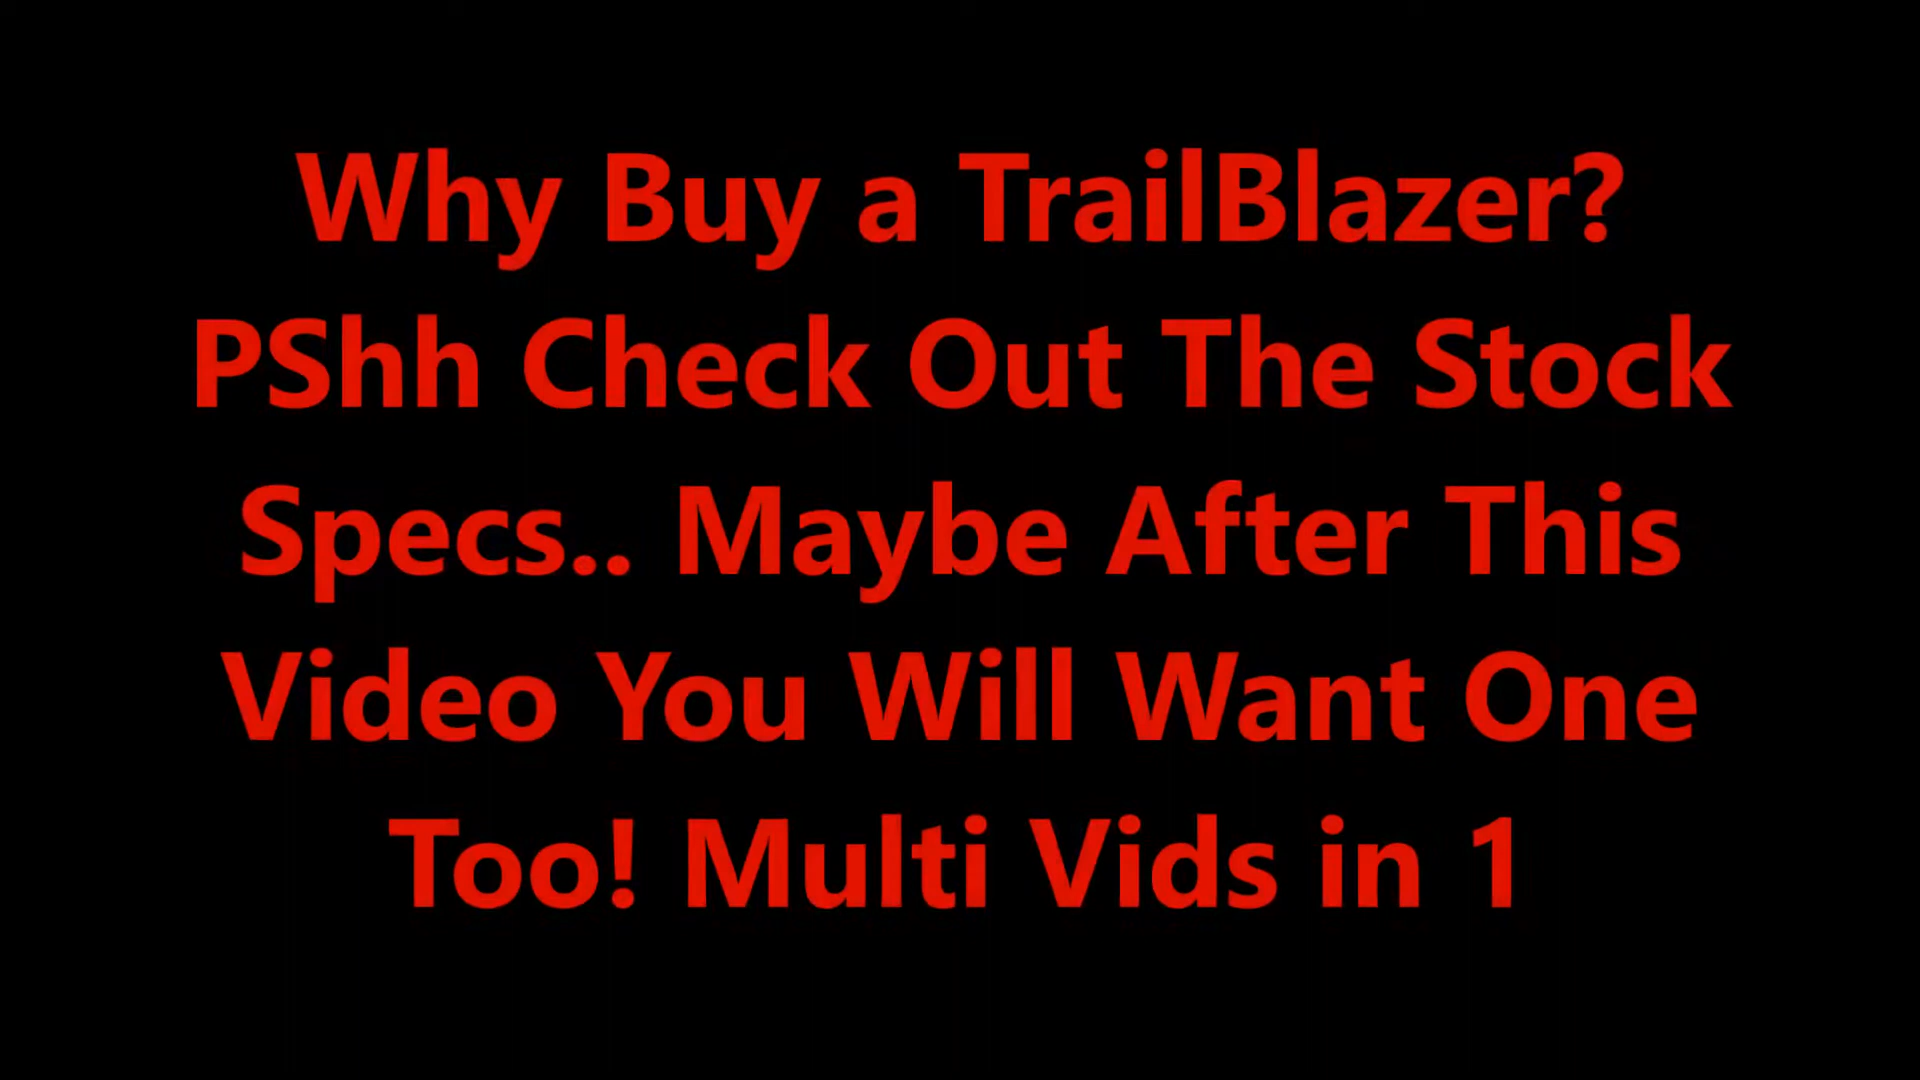 Why Buy a TrailBlazer?
PShh Check Out The Stock
Specs.. Maybe After This
Video You Will Want One
Too! Multi Vids in 1